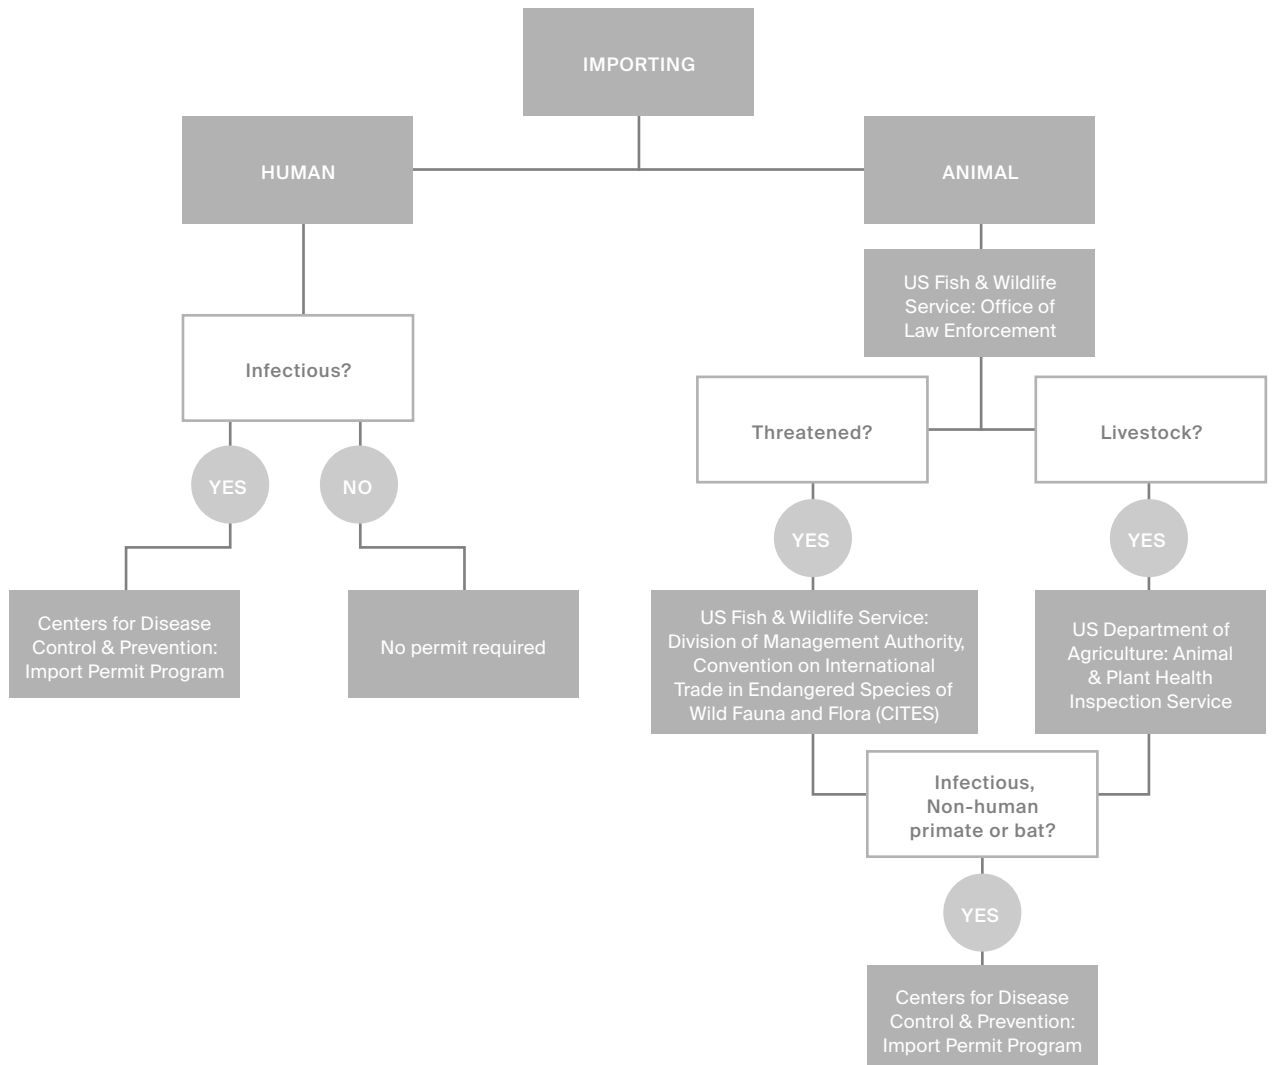 IMPORTING
HUMAN
ANIMAL
US Fish & Wildlife
Service: Office of
Law Enforcement
Infectious?
Threatened?
Livestock?
YES
NO
YES
YES
Centers for Disease
Control & Prevention:
Import Permit Program
No permit required
US Fish & Wildlife Service:
Division of Management Authority,
Convention on International
Trade in Endangered Species of
Wild Fauna and Flora (CITES)
US Department of
Agriculture: Animal
& Plant Health
Inspection Service
Infectious,
Non-human
primate or bat?
YES
Centers for Disease
Control & Prevention:
Import Permit Program